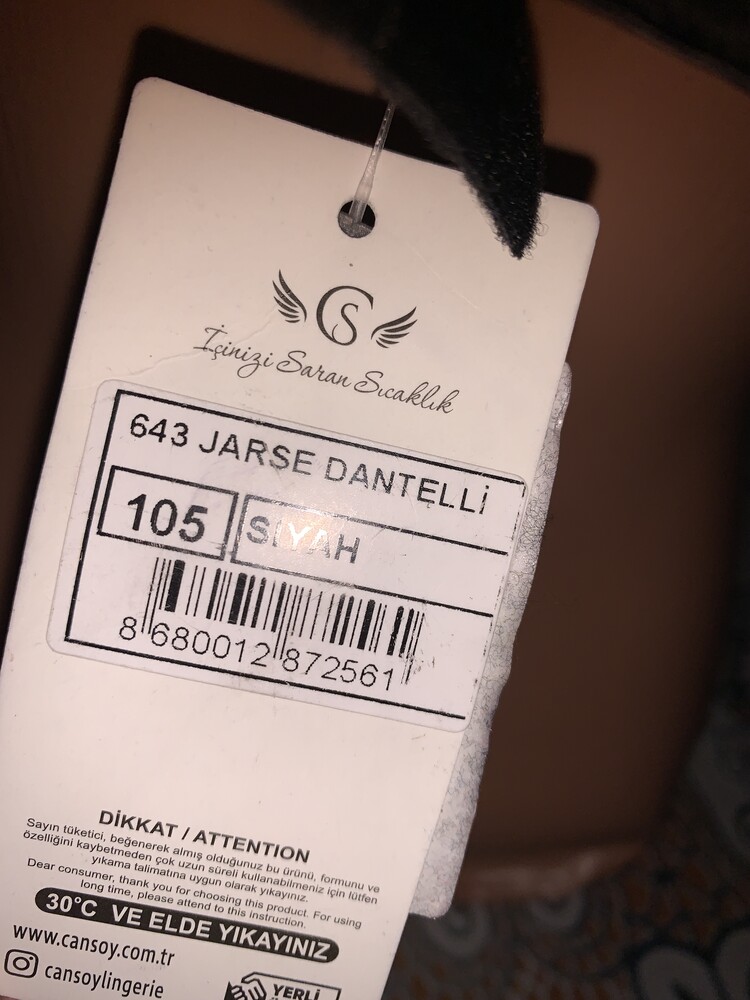 CS
İçinizi Saran Sıcaklık
643 JARSE DANTELLİ
105
SİYAH
8 680012 872561
DİKKAT / ATTENTION
Sayın tüketici, beğenerek almış olduğunuz bu ürünü, formunu ve
özelliğini kaybetmeden çok uzun süreli kullanabilmeniz için lütfen
yıkama talimatına uygun olarak yıkayınız.
Dear consumer, thank you for choosing this product. For using
long time, please attend to this instruction.
30°C VE ELDE YIKAYINIZ
www.cansoy.com.tr
cansoylingerie
YERLİ